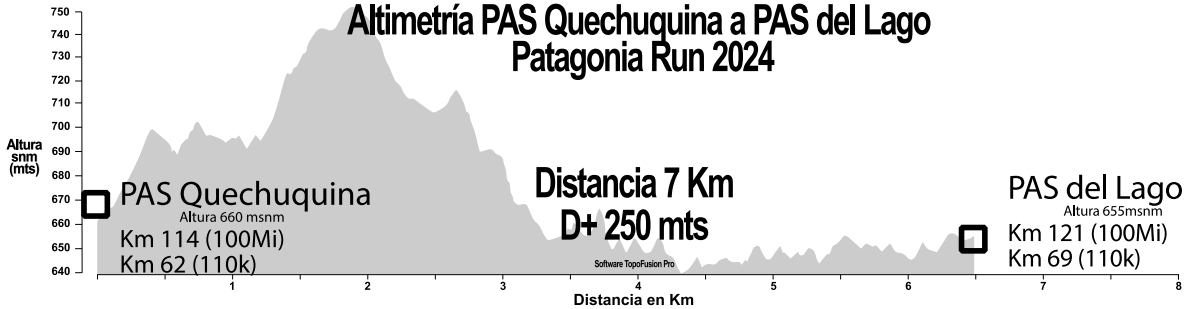 Altimetría PAS Quechuquina a PAS del Lago
Patagonia Run 2024
750
740
730
720
710
700
690
670
660
650
640
Altura
snm
(mts)
PAS Quechuquina
Altura 660 msnm
Km 114 (100Mi)
Km 62 (110k)
Distancia 7 Km
D+ 250 mts
Software TopoFusion Pro
PAS del Lago
Altura 655msnm
Km 121 (100Mi)
Km 69 (110k)
1 2 3 4 5 6 7 8
Distancia en Km